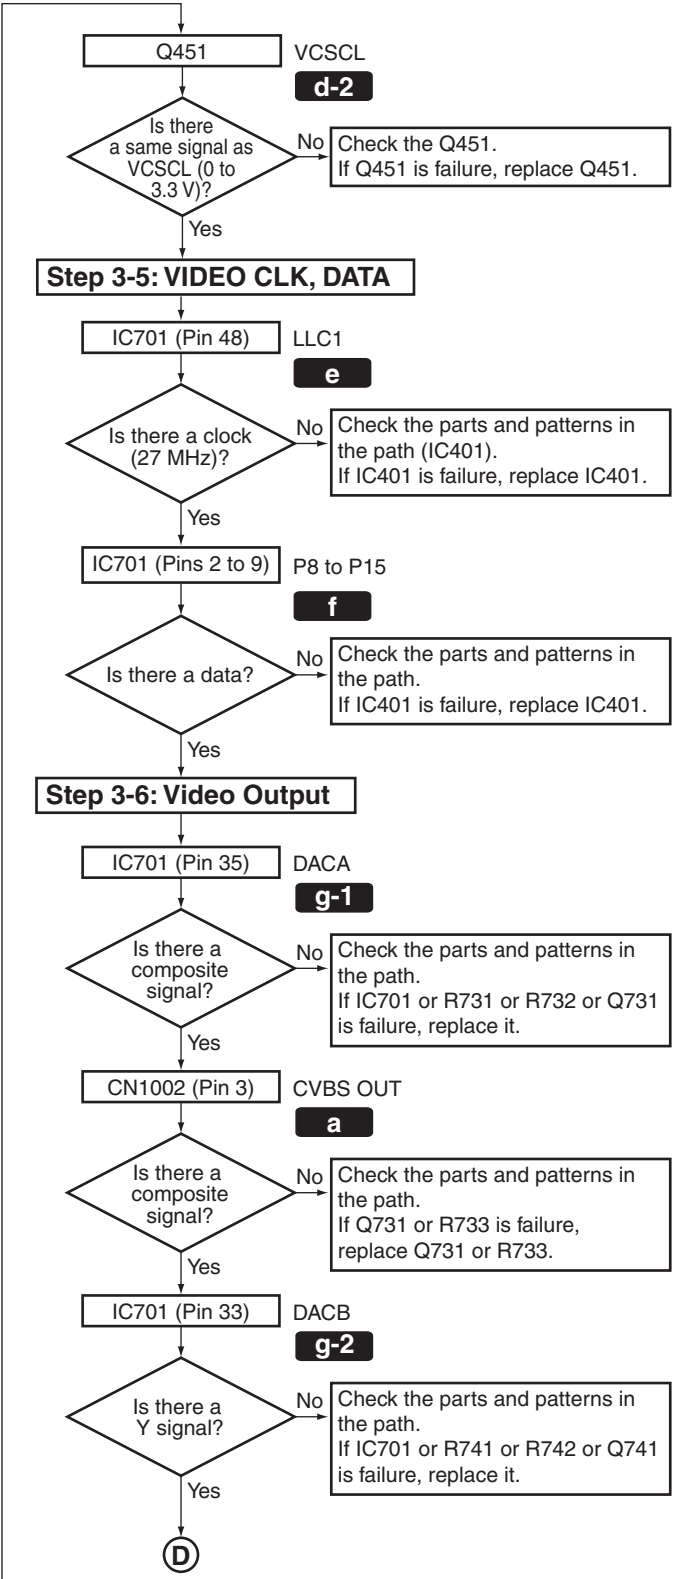 Q451
VCSCL
d-2
Is there
a same signal as
VCSCL (0 to
3.3 V)?
No
Check the Q451.
If Q451 is failure, replace Q451.
Yes
Step 3-5: VIDEO CLK, DATA
IC701 (Pin 48)
LLC1
e
Is there a clock
(27 MHz)?
No
Check the parts and patterns in
the path (IC401).
If IC401 is failure, replace IC401.
Yes
IC701 (Pins 2 to 9)
P8 to P15
f
Is there a data?
No
Check the parts and patterns in
the path.
If IC401 is failure, replace IC401.
Yes
Step 3-6: Video Output
IC701 (Pin 35)
DACA
g-1
Is there a
composite
signal?
No
Check the parts and patterns in
the path.
If IC701 or R731 or R732 or Q731
is failure, replace it.
Yes
CN1002 (Pin 3)
CVBS OUT
a
Is there a
composite
signal?
No
Check the parts and patterns in
the path.
If Q731 or R733 is failure,
replace Q731 or R733.
Yes
IC701 (Pin 33)
DACB
g-2
Is there a
Y signal?
No
Check the parts and patterns in
the path.
If IC701 or R741 or R742 or Q741
is failure, replace it.
Yes
D